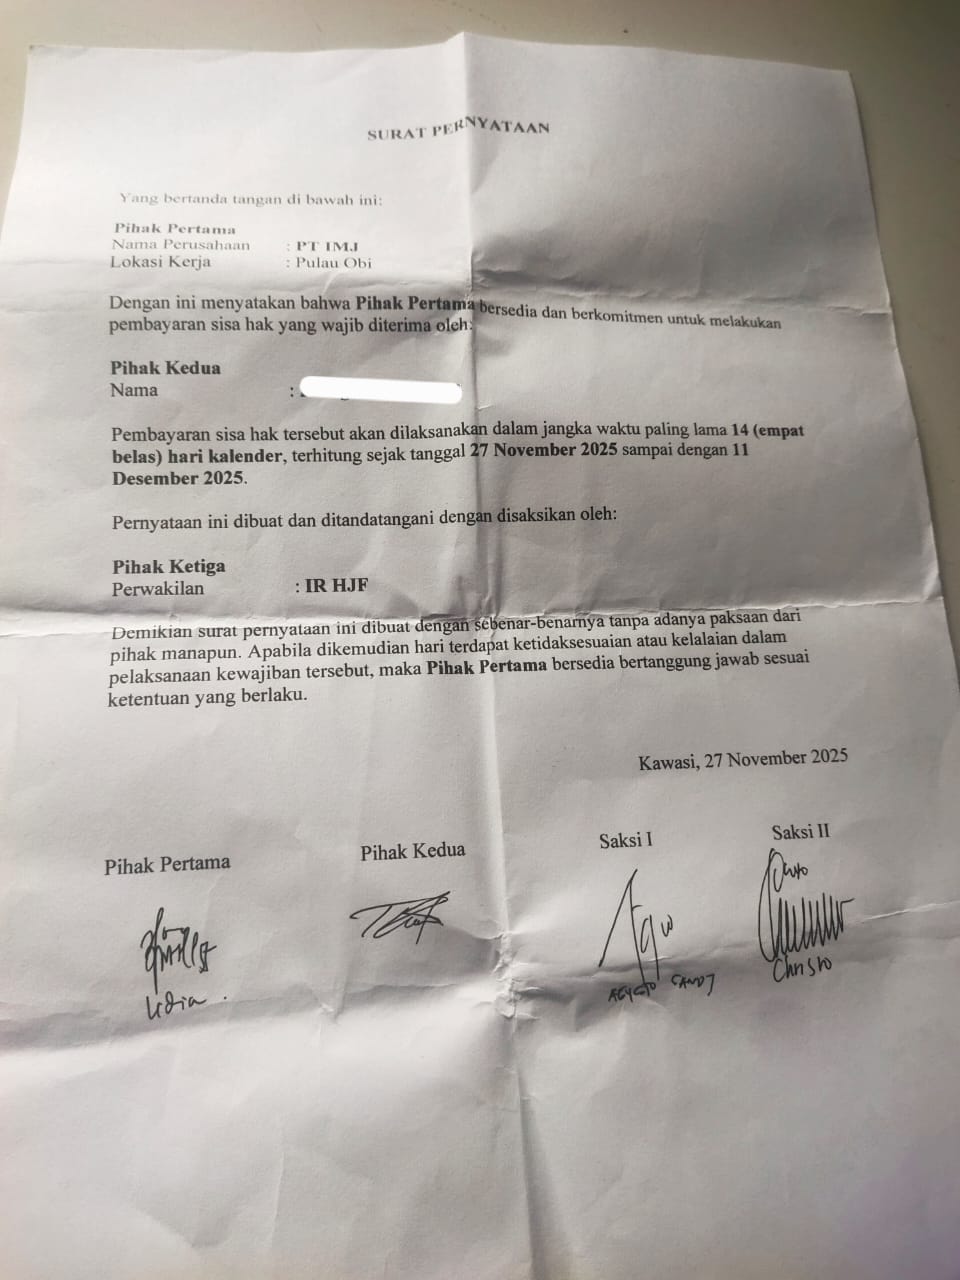 SURAT PERNYATAAN
Yang bertanda tangan di bawah ini:
Pihak Pertama
Nama Perusahaan : PT IMJ
Lokasi Kerja : Pulau Obi
Dengan ini menyatakan bahwa Pihak Pertama bersedia dan berkomitmen untuk melakukan
pembayaran sisa hak yang wajib diterima oleh:
Pihak Kedua
Nama :
Pembayaran sisa hak tersebut akan dilaksanakan dalam jangka waktu paling lama 14 (empat
belas) hari kalender, terhitung sejak tanggal 27 November 2025 sampai dengan 11
Desember 2025.
Pernyataan ini dibuat dan ditandatangani dengan disaksikan oleh:
Pihak Ketiga
Perwakilan : IR HJF
Demikian surat pernyataan ini dibuat dengan sebenar-benarnya tanpa adanya paksaan dari
pihak manapun. Apabila dikemudian hari terdapat ketidaksesuaian atau kelalaian dalam
pelaksanaan kewajiban tersebut, maka Pihak Pertama bersedia bertanggung jawab sesuai
ketentuan yang berlaku.
Kawasi, 27 November 2025
Pihak Pertama Pihak Kedua Saksi I Saksi II
Lidia Christo